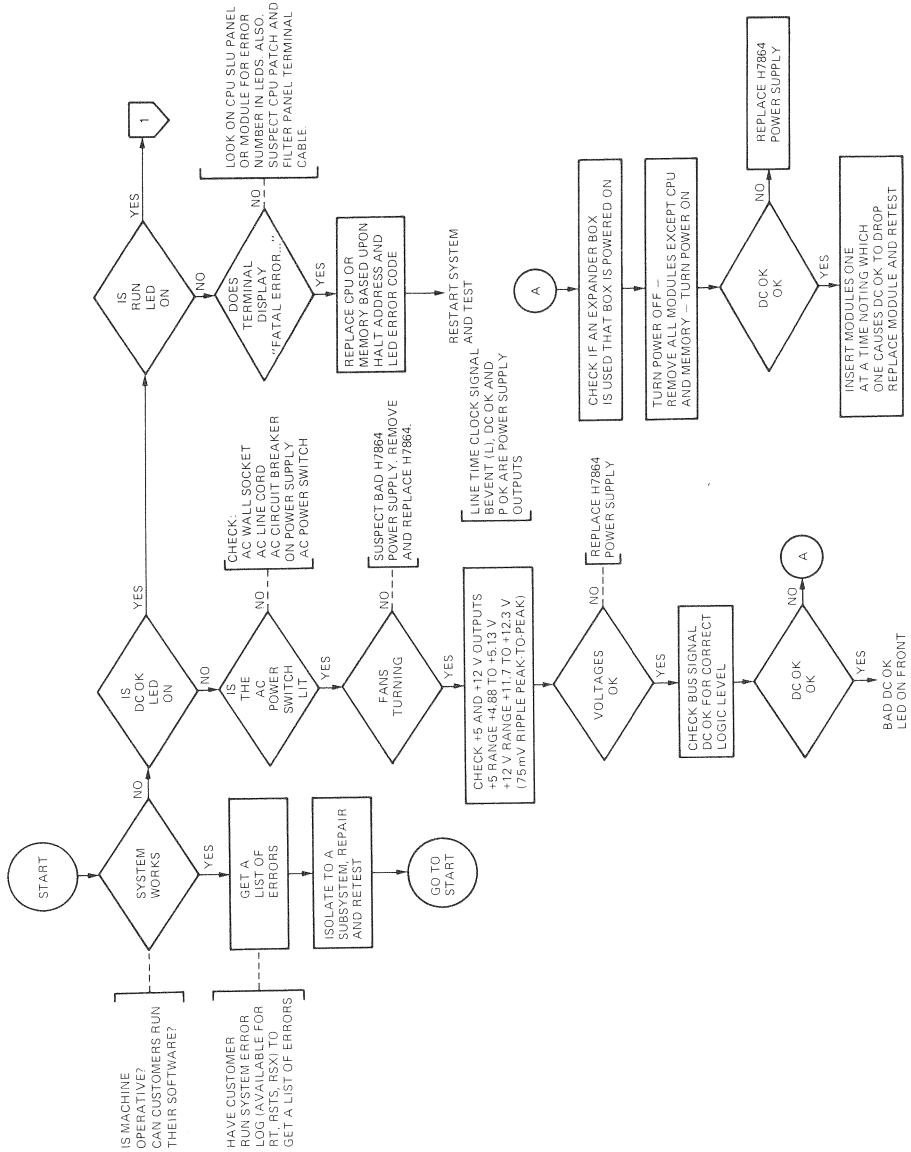 IS MACHINE
OPERATIVE?
CAN CUSTOMERS RUN
THEIR SOFTWARE?
HAVE CUSTOMER
RUN SYSTEM ERROR
LOG (AVAILABLE FOR
RT, RSTS, RSX) TO
GET A LIST OF ERRORS
START
SYSTEM
WORKS
NO
YES
GET A
LIST OF
ERRORS
ISOLATE TO A
SUBSYSTEM, REPAIR
AND RETEST
GO TO
START
IS
DC OK
LED
ON
YES
NO
IS
THE
AC
POWER
SWITCH
LIT
NO
CHECK:
AC WALL SOCKET
AC LINE CORD
AC CIRCUIT BREAKER
ON POWER SUPPLY
AC POWER SWITCH
YES
FANS
TURNING
NO
SUSPECT BAD H7864
POWER SUPPLY. REMOVE
AND REPLACE H7864.
YES
CHECK +5 AND +12 V OUTPUTS
+5 RANGE +4.88 TO +5.13 V
+12 V RANGE +11.7 TO +12.3 V
(75mV RIPPLE PEAK-TO-PEAK)
LINE TIME CLOCK SIGNAL
BEVENT (L), DC OK AND
P OK ARE POWER SUPPLY
OUTPUTS
VOLTAGES
OK
NO
REPLACE H7864
POWER SUPPLY
YES
CHECK BUS SIGNAL
DC OK FOR CORRECT
LOGIC LEVEL
DC OK
OK
NO
A
YES
BAD DC OK
LED ON FRONT
IS
RUN
LED
ON
YES
1
NO
DOES
TERMINAL
DISPLAY
"FATAL ERROR..."
NO
LOOK ON CPU SLU PANEL
OR MODULE FOR ERROR
NUMBER IN LEDS. ALSO.
SUSPECT CPU PATCH AND
FILTER PANEL TERMINAL
CABLE.
YES
REPLACE CPU OR
MEMORY BASED UPON
HALT ADDRESS AND
LED ERROR CODE
RESTART SYSTEM
AND TEST
A
CHECK IF AN EXPANDER BOX
IS USED THAT BOX IS POWERED ON
TURN POWER OFF –
REMOVE ALL MODULES EXCEPT CPU
AND MEMORY – TURN POWER ON
DC OK
OK
NO
REPLACE H7864
POWER SUPPLY
YES
INSERT MODULES ONE
AT A TIME NOTING WHICH
ONE CAUSES DC OK TO DROP
REPLACE MODULE AND RETEST